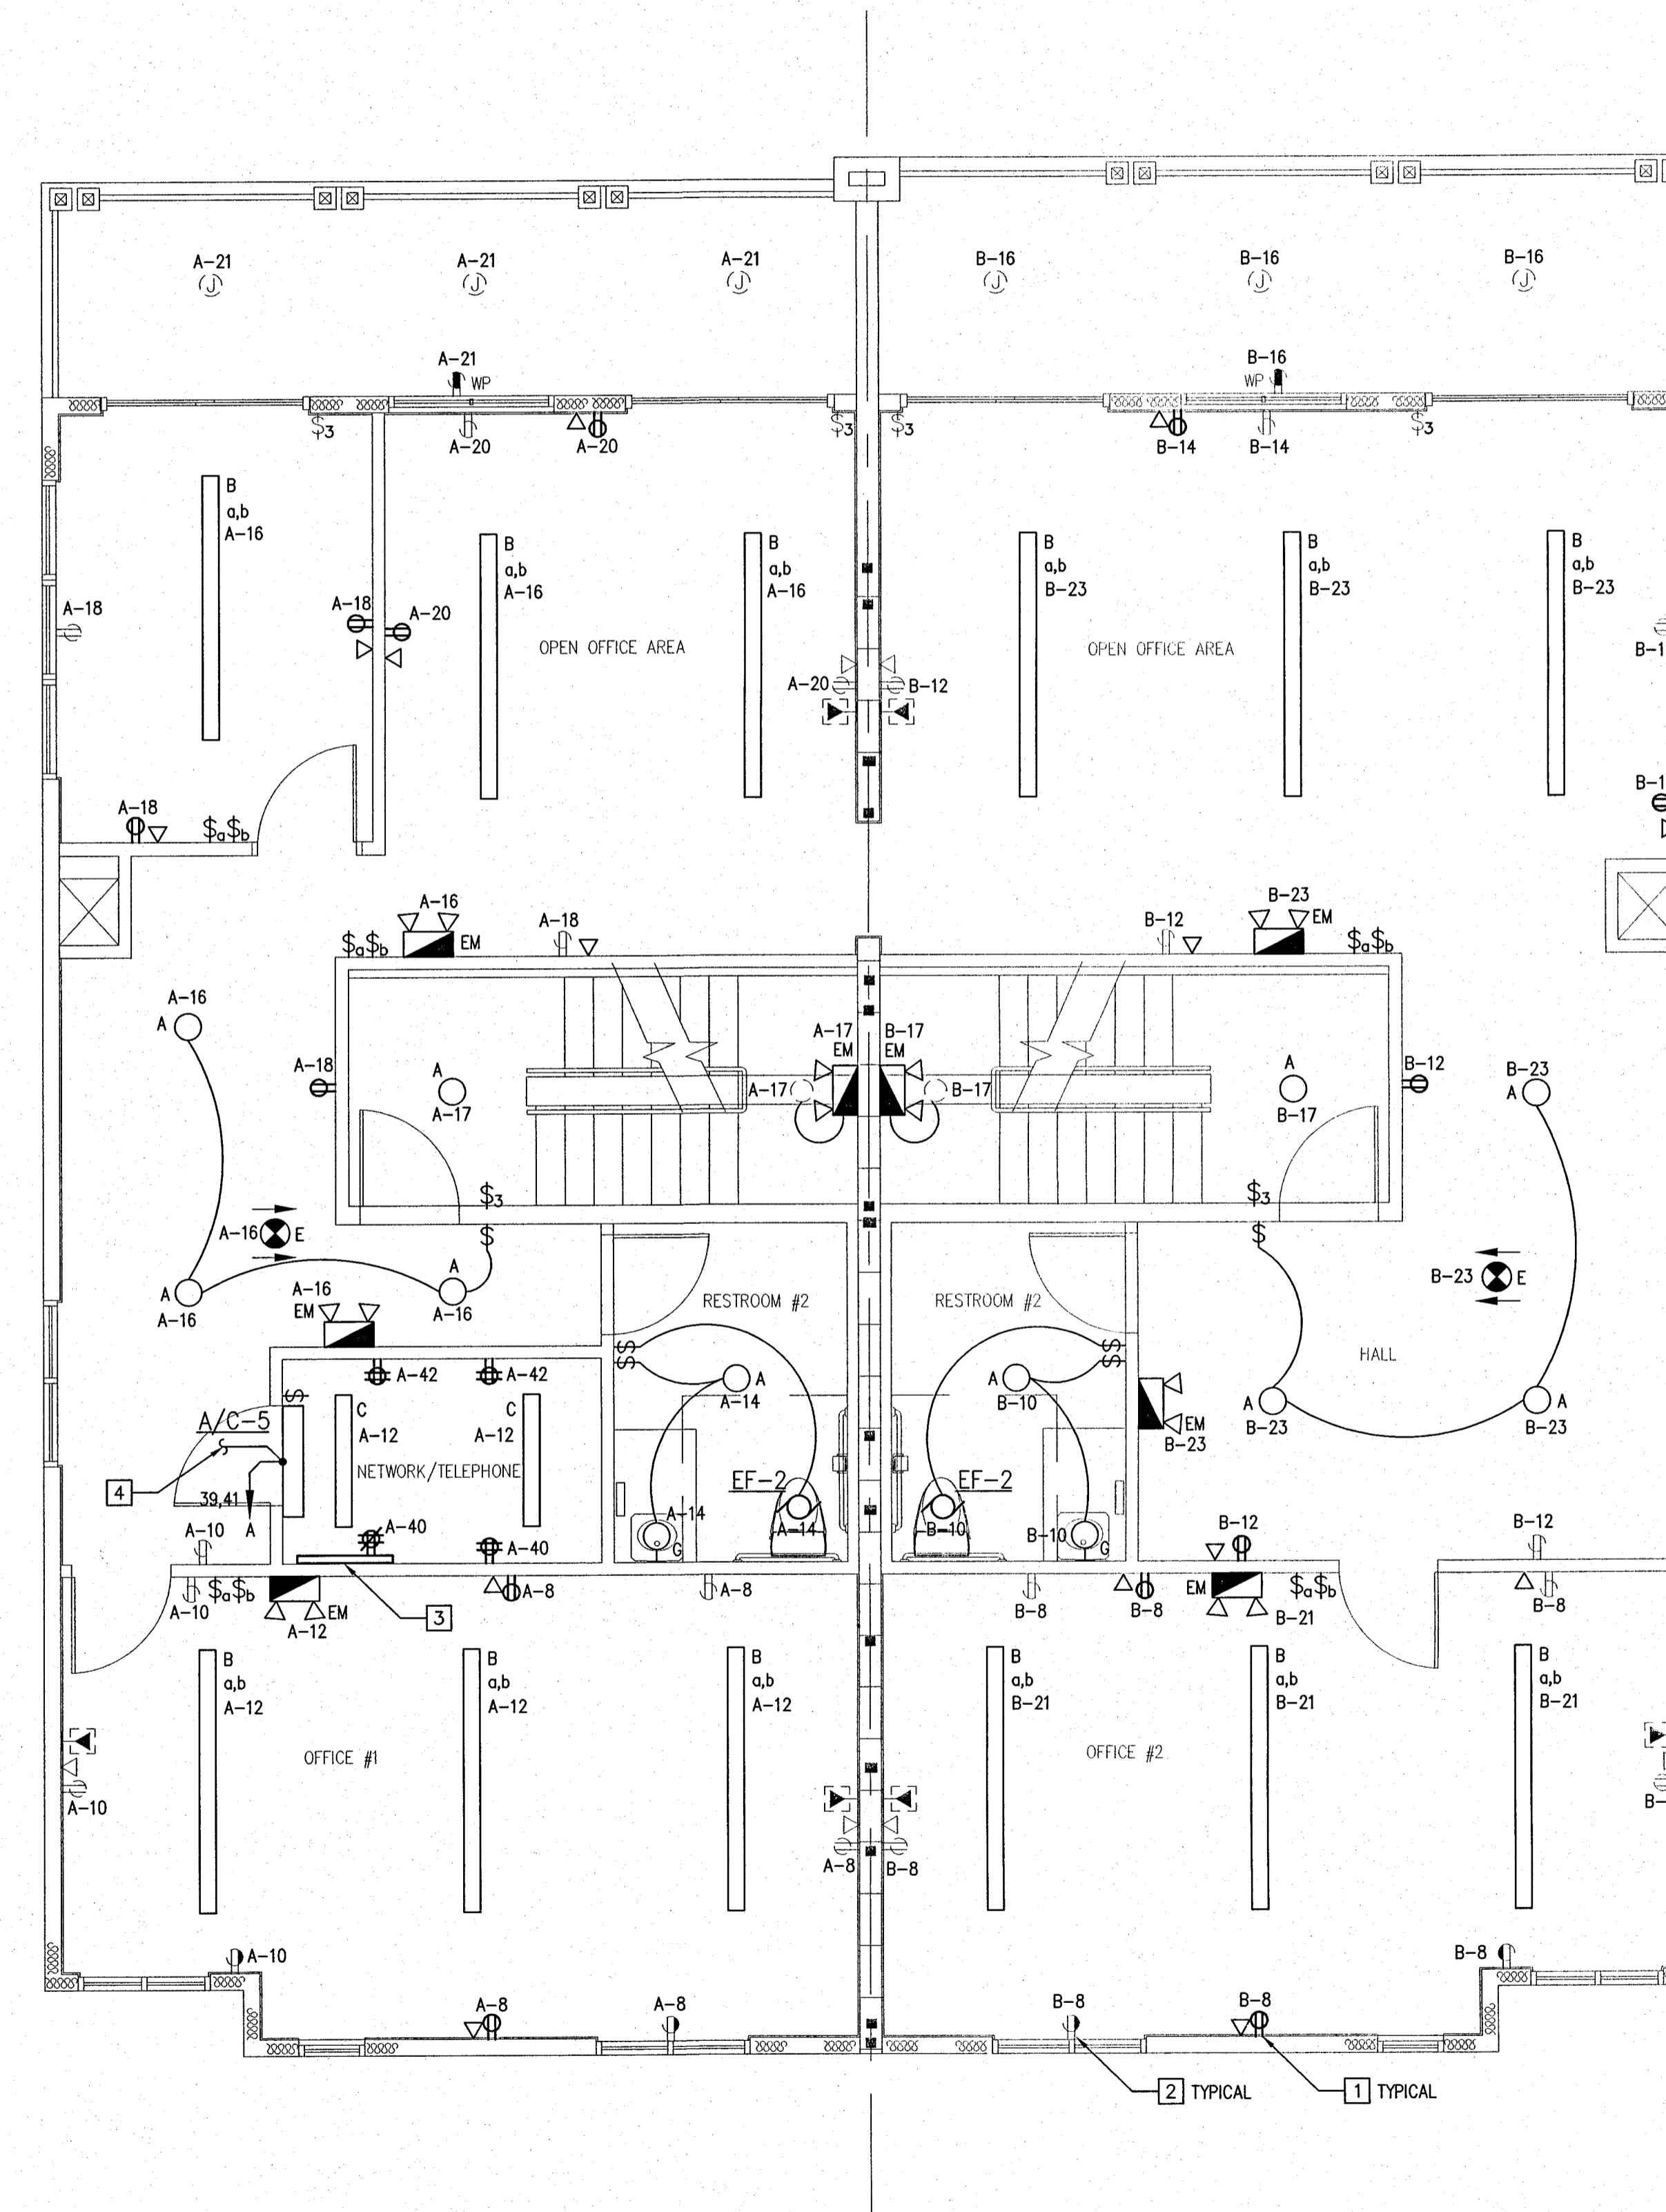 A-21
A-21
A-21
B-16
B-16
B-16
J
J
J
J
J
J
A-21
WP
B-16
WP
$3
A-20
A-20
$3
$3
B-14
B-14
$3
B
a,b
A-16
B
a,b
A-16
B
a,b
A-16
B
a,b
B-23
B
a,b
B-23
B
a,b
B-23
A-18
A-18
A-20
OPEN OFFICE AREA
OPEN OFFICE AREA
A-20
B-12
A-18
$a$b
A-16
EM
$a$b
A-18
B-12
B-23
EM
$a$b
A-16
A
A-18
A
A-17
A-17
EM
B-17
EM
A-17
B-17
A
B-17
B-12
B-23
A
$3
$3
A-16
E
$
$
B-23
E
A
A-16
A-16
EM
A
A-16
RESTROOM #2
RESTROOM #2
HALL
A-42
A-42
$
$
$
$
$
A
A-14
A
B-10
A
B-23
A
B-23
EM
B-23
A/C-5
C
A-12
C
A-12
NETWORK/TELEPHONE
EF-2
EF-2
4
39,41
A
A-10
A-40
A-40
A-14
G
A-14
B-10
B-10
G
B-12
B-12
A-10
$a$b
EM
A-12
3
A-8
A-8
B-8
B-8
EM
$a$b
B-21
B-8
B
a,b
A-12
B
a,b
A-12
B
a,b
A-12
B
a,b
B-21
B
a,b
B-21
B
a,b
B-21
OFFICE #1
OFFICE #2
A-10
A-8
B-8
A-10
B-8
A-8
A-8
B-8
B-8
2 TYPICAL
1 TYPICAL